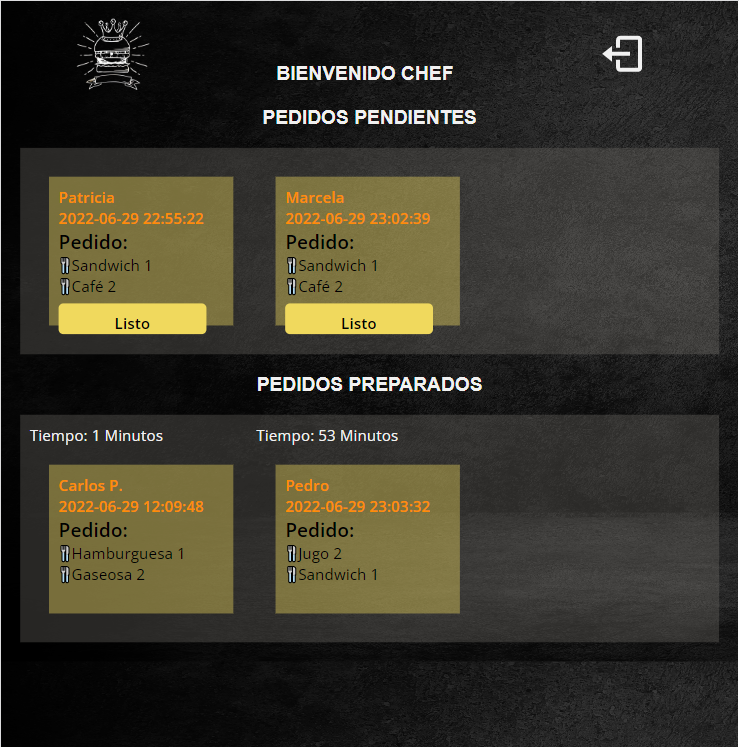 BIENVENIDO CHEF
PEDIDOS PENDIENTES
Patricia
2022-06-29 22:55:22
Pedido:
Sandwich 1
Café 2
Listo
Marcela
2022-06-29 23:02:39
Pedido:
Sandwich 1
Café 2
Listo
PEDIDOS PREPARADOS
Tiempo: 1 Minutos
Carlos P.
2022-06-29 12:09:48
Pedido:
Hamburguesa 1
Gaseosa 2
Tiempo: 53 Minutos
Pedro
2022-06-29 23:03:32
Pedido:
Jugo 2
Sandwich 1